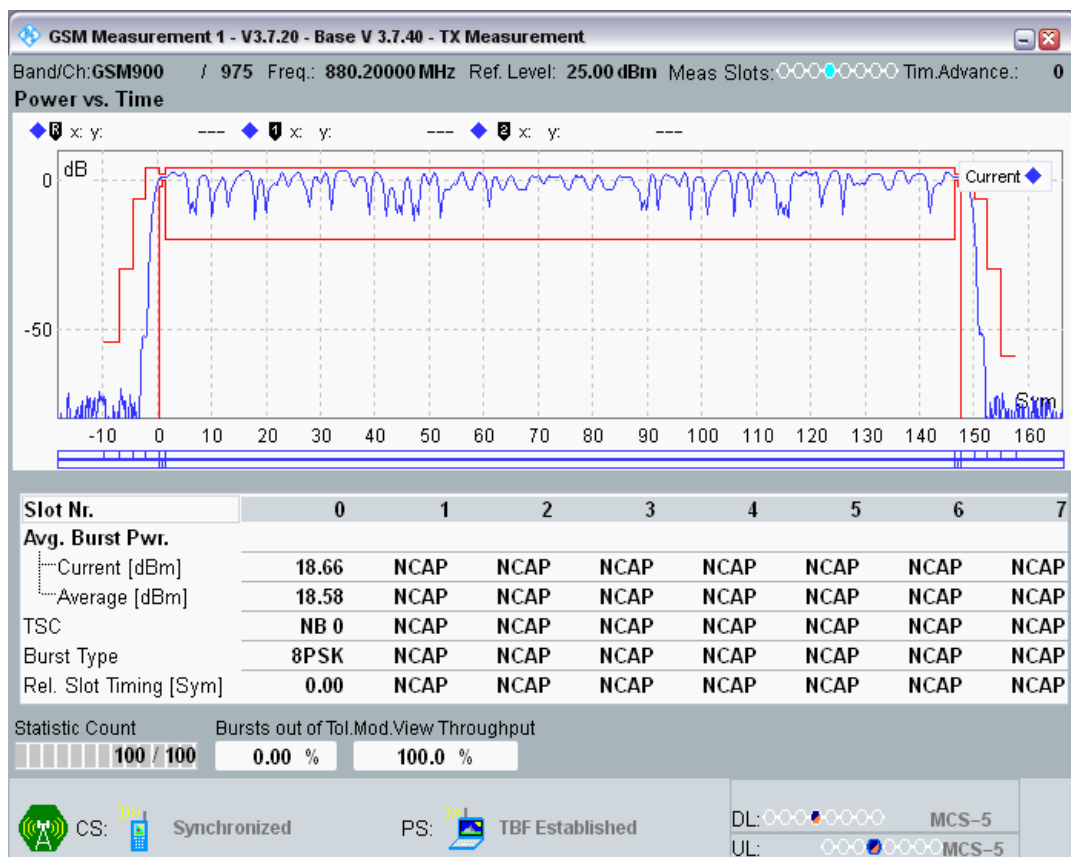 GSM Measurement 1 - V3.7.20 - Base V 3.7.40 - TX Measurement
Band/Ch:GSM900 / 975 Freq.: 880.20000 MHz Ref. Level: 25.00 dBm Meas Slots: Tim.Advance.: 0
Power vs. Time
R x: y: --- 1 x: y: --- 2 x: y: ---
dB
Current
0
-50
Sym
-10 0 10 20 30 40 50 60 70 80 90 100 110 120 130 140 150 160
Slot Nr. 0 1 2 3 4 5 6 7
Avg. Burst Pwr.
Current [dBm] 18.66 NCAP NCAP NCAP NCAP NCAP NCAP NCAP
Average [dBm] 18.58 NCAP NCAP NCAP NCAP NCAP NCAP NCAP
TSC NB 0 NCAP NCAP NCAP NCAP NCAP NCAP NCAP
Burst Type 8PSK NCAP NCAP NCAP NCAP NCAP NCAP NCAP
Rel. Slot Timing [Sym] 0.00 NCAP NCAP NCAP NCAP NCAP NCAP NCAP
Statistic Count Bursts out of Tol.Mod.View Throughput
100 / 100 0.00 % 100.0 %
CS: Synchronized PS: TBF Established DL: MCS-5
UL: MCS-5